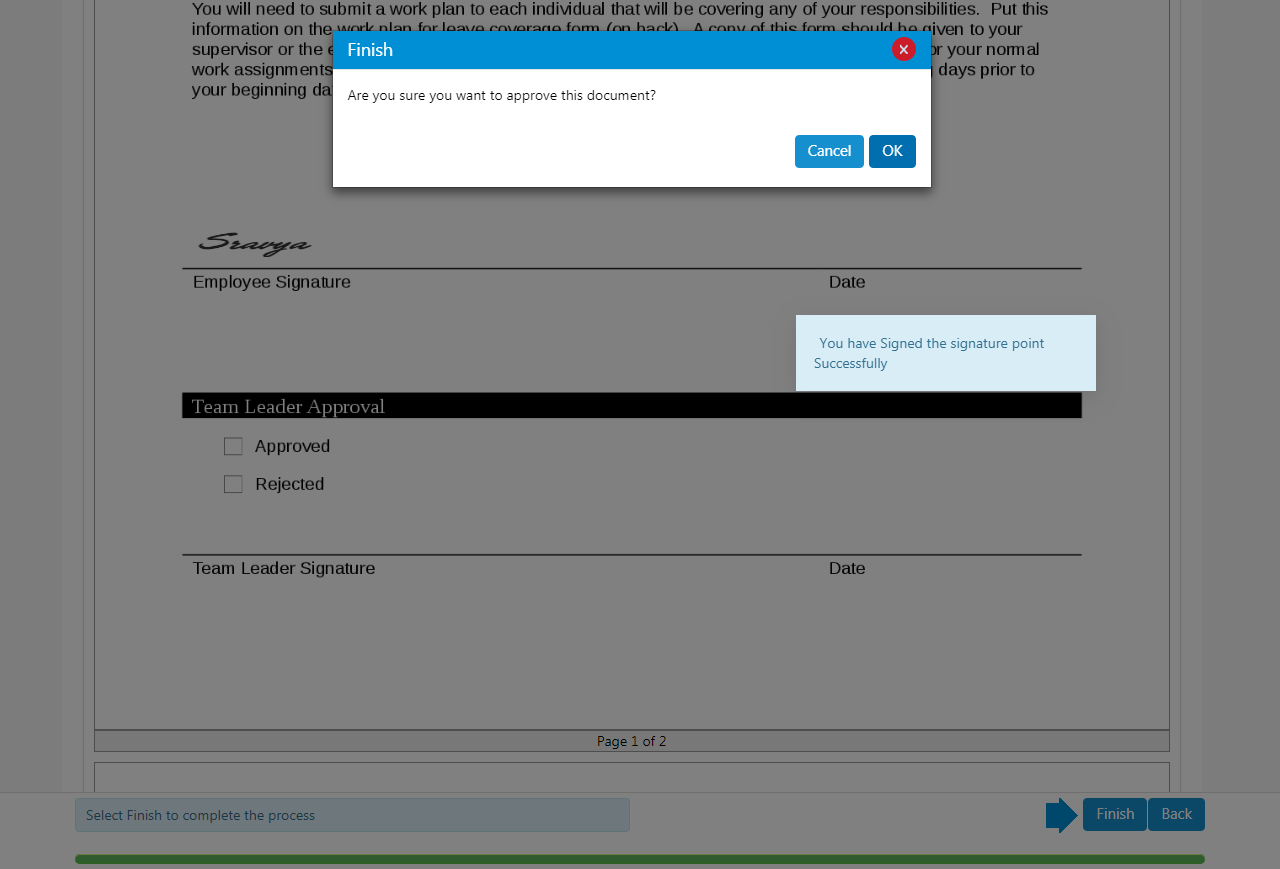 You will need to submit a work plan to each individual that will be covering any of your responsibilities. Put this
information on the work plan for leave coverage form (on back). A copy of this form should be given to your
supervisor or the
or your normal
work assignments
days prior to
your beginning
Finish
Are you sure you want to approve this document?
Cancel OK
Sravya
Employee Signature Date
You have Signed the signature point
Successfully
Team Leader Approval
Approved
Rejected
Team Leader Signature Date
Page 1 of 2
Select Finish to complete the process
Finish Back